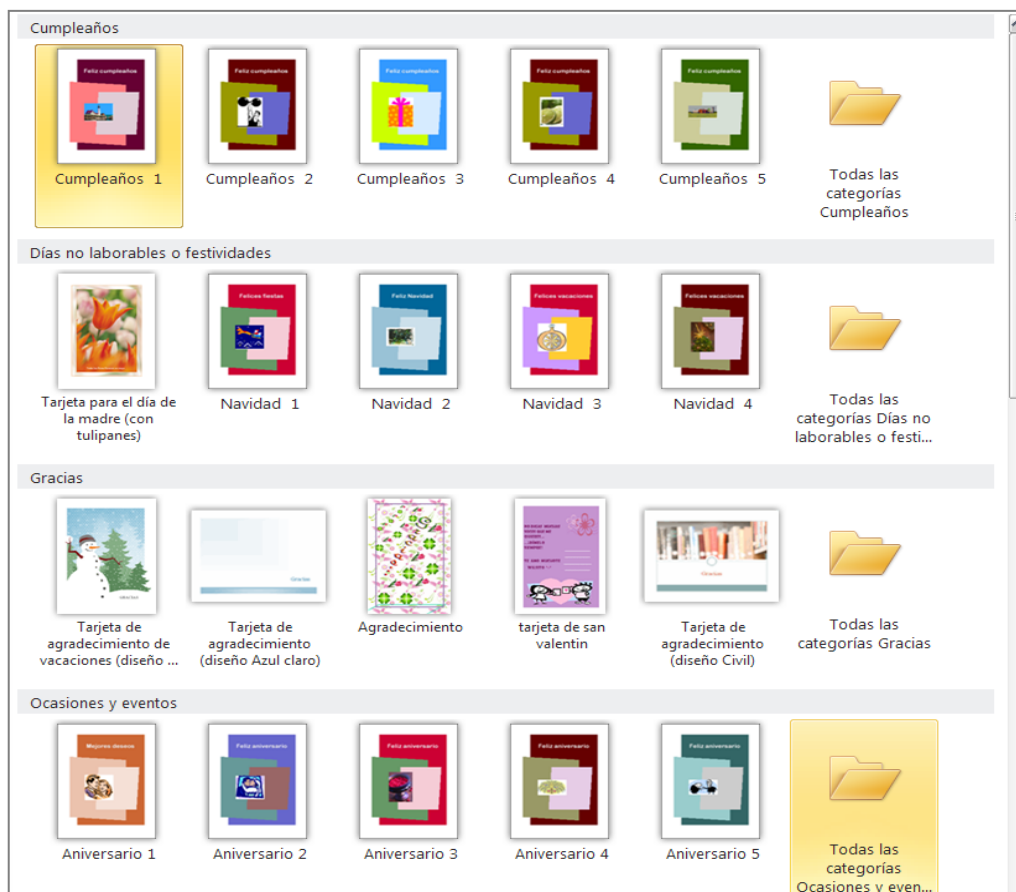 Cumpleaños
Feliz cumpleaños
Feliz cumpleaños
Feliz cumpleaños
Feliz cumpleaños
Feliz cumpleaños
Cumpleaños 1
Cumpleaños 2
Cumpleaños 3
Cumpleaños 4
Cumpleaños 5
Todas las
categorías
Cumpleaños
Días no laborables o festividades
Felices fiestas
Feliz Navidad
Felices vacaciones
Felices vacaciones
Tarjeta para el día de
la madre (con
tulipanes)
Navidad 1
Navidad 2
Navidad 3
Navidad 4
Todas las
categorías Días no
laborables o festi...
Gracias
Gracias
Gracias
Tarjeta de
agradecimiento de
vacaciones (diseño ...
Tarjeta de
agradecimiento
(diseño Azul claro)
Agradecimiento
tarjeta de san
valentin
Tarjeta de
agradecimiento
(diseño Civil)
Todas las
categorías Gracias
Ocasiones y eventos
Mejores deseos
Feliz aniversario
Feliz aniversario
Feliz aniversario
Feliz aniversario
Aniversario 1
Aniversario 2
Aniversario 3
Aniversario 4
Aniversario 5
Todas las
categorías
Ocasiones y even...